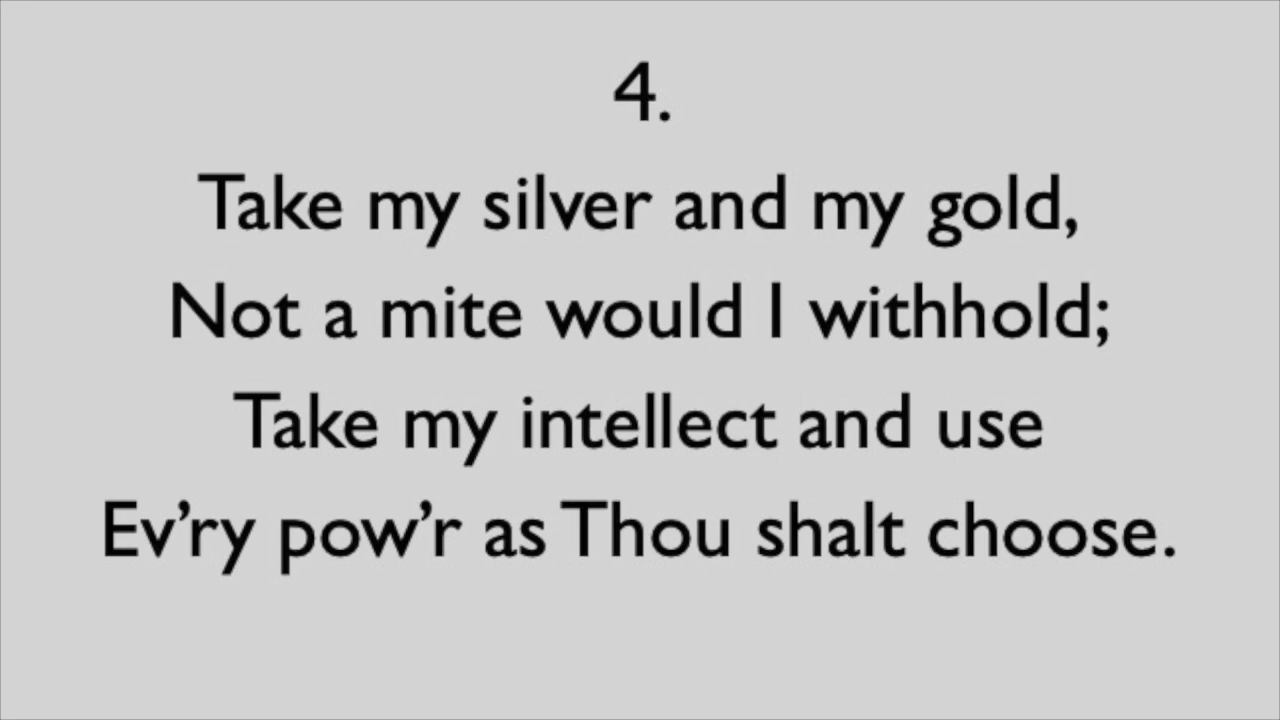 4.
Take my silver and my gold,
Not a mite would I withhold;
Take my intellect and use
Ev’ry pow’r as Thou shalt choose.